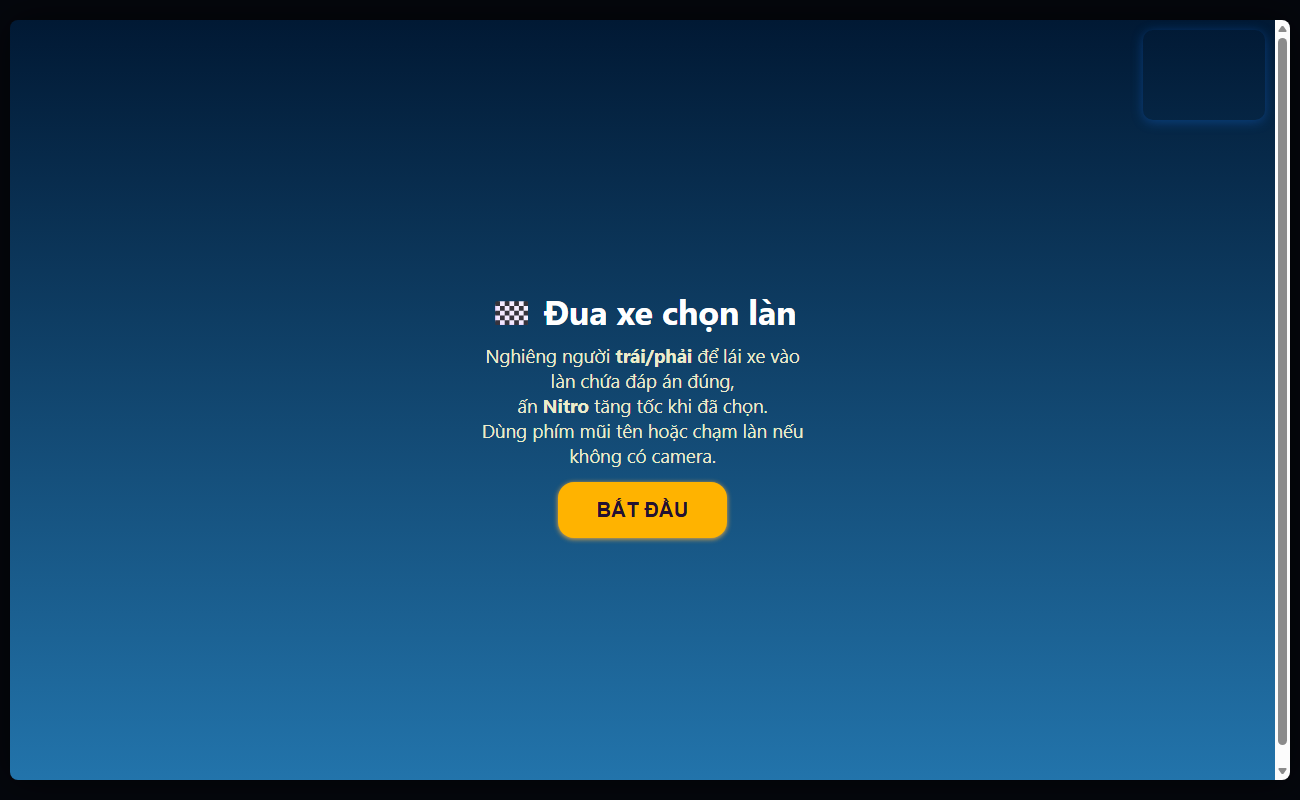 Đua xe chọn làn
Nghiêng người trái/phải để lái xe vào
làn chứa đáp án đúng,
ấn Nitro tăng tốc khi đã chọn.
Dùng phím mũi tên hoặc chạm làn nếu
không có camera.
BẮT ĐẦU